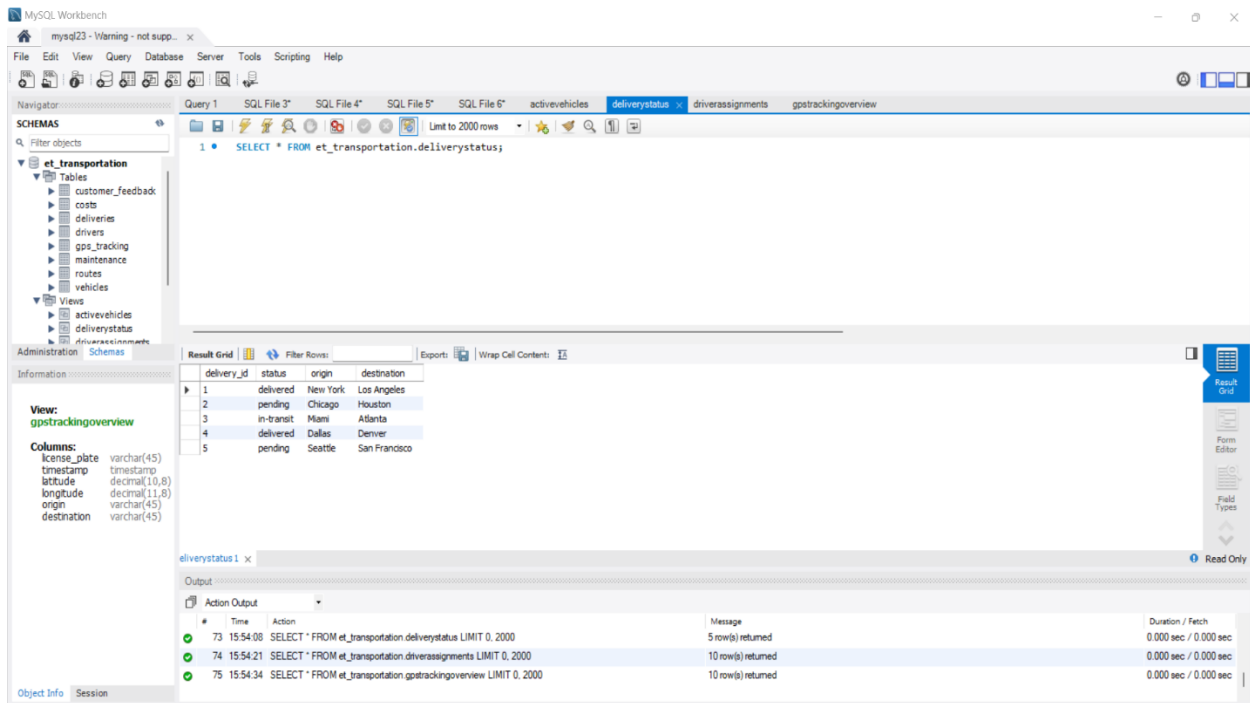 MySQL Workbench
mysql23 - Warning - not supp... ×
File Edit View Query Database Server Tools Scripting Help
Navigator
Query 1 SQL File 3* SQL File 4* SQL File 5* SQL File 6* activevehicles deliverystatus × driverassignments gpstrackingoverview
SCHEMAS
Limit to 2000 rows
Filter objects
1 SELECT * FROM et_transportation.deliverystatus;
et_transportation
Tables
customer_feedback
costs
deliveries
drivers
gps_tracking
maintenance
routes
vehicles
Views
activevehicles
deliverystatus
driverassignments
Administration Schemas
Result Grid Filter Rows: Export: Wrap Cell Content:
Information
delivery_id status origin destination
1 delivered New York Los Angeles
2 pending Chicago Houston
3 in-transit Miami Atlanta
4 delivered Dallas Denver
5 pending Seattle San Francisco
View:
gpstrackingoverview
Columns:
license_plate varchar(45)
timestamp timestamp
latitude decimal(10,8)
longitude decimal(11,8)
origin varchar(45)
destination varchar(45)
Result
Grid
Form
Editor
Field
Types
eliverystatus 1 ×
Read Only
Output
Action Output
# Time Action Message Duration / Fetch
73 15:54:08 SELECT * FROM et_transportation.deliverystatus LIMIT 0, 2000 5 row(s) returned 0.000 sec / 0.000 sec
74 15:54:21 SELECT * FROM et_transportation.driverassignments LIMIT 0, 2000 10 row(s) returned 0.000 sec / 0.000 sec
75 15:54:34 SELECT * FROM et_transportation.gpstrackingoverview LIMIT 0, 2000 10 row(s) returned 0.000 sec / 0.000 sec
Object Info Session